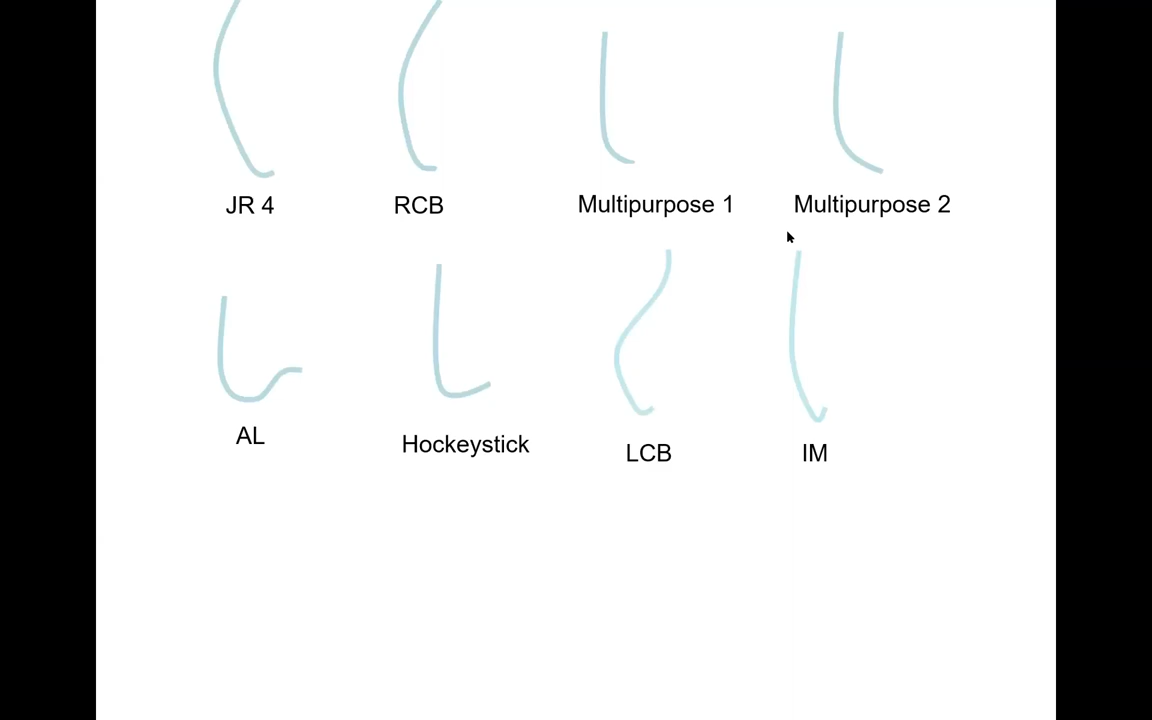 JR 4
RCB
Multipurpose 1
Multipurpose 2
AL
Hockeystick
LCB
IM